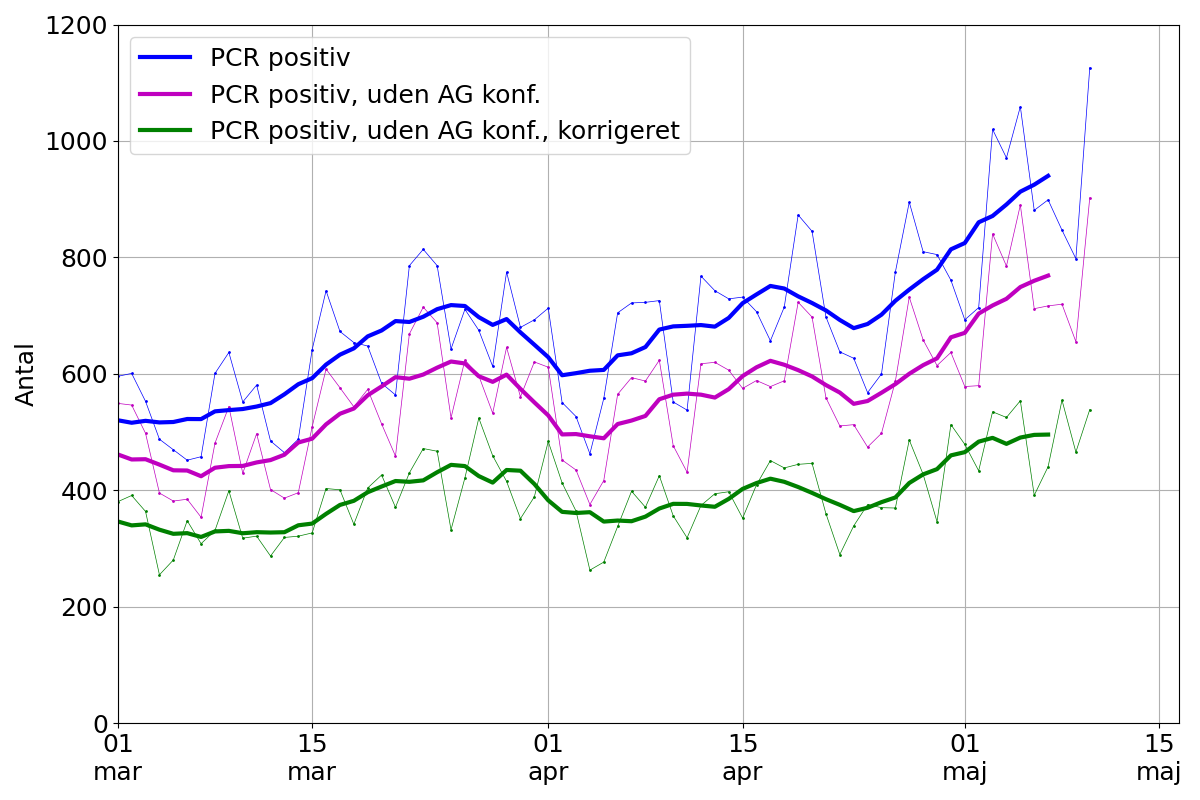 1200
1000
800
600
400
200
0
Antal
PCR positiv
PCR positiv, uden AG konf.
PCR positiv, uden AG konf., korrigeret
01 15 01 15 01 15
mar mar apr apr maj maj